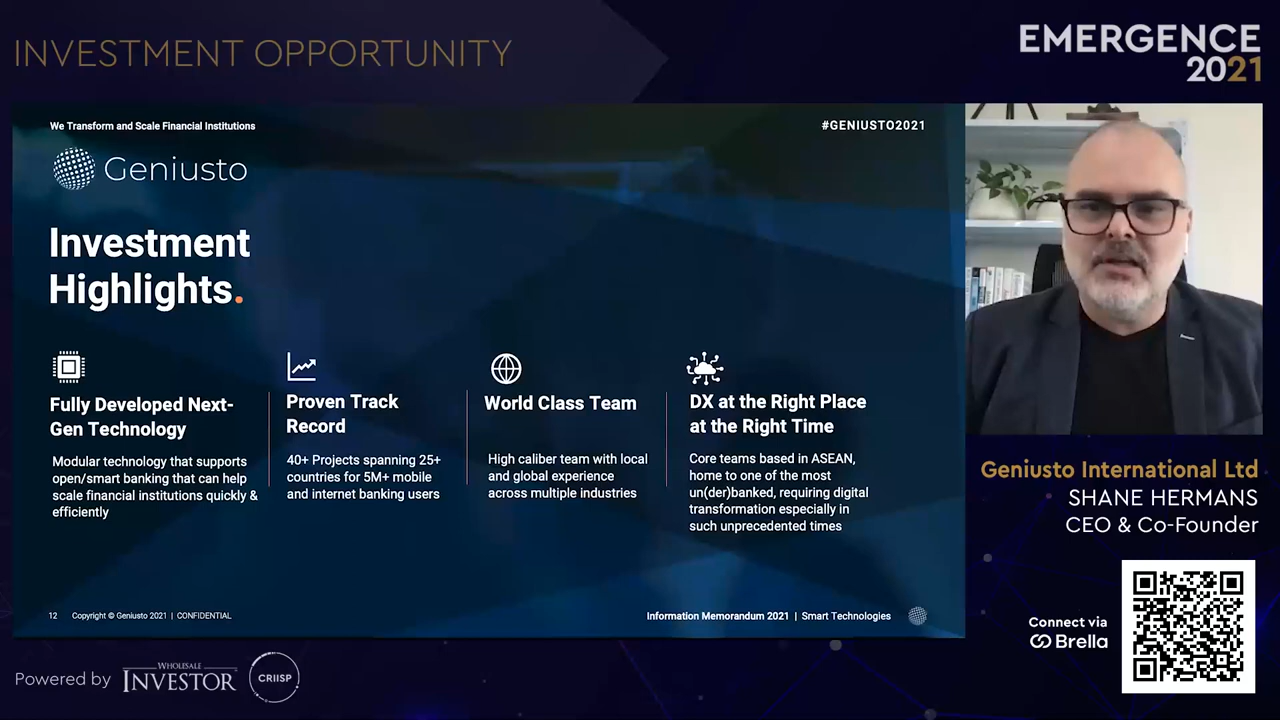 INVESTMENT OPPORTUNITY
EMERGENCE
2021
We Transform and Scale Financial Institutions
#GENIUSTO2021
Geniusto
Investment
Highlights.
Fully Developed Next-
Gen Technology
Modular technology that supports
open/smart banking that can help
scale financial institutions quickly &
efficiently
Proven Track
Record
40+ Projects spanning 25+
countries for 5M+ mobile
and internet banking users
World Class Team
High caliber team with local
and global experience
across multiple industries
DX at the Right Place
at the Right Time
Core teams based in ASEAN,
home to one of the most
un(der)banked, requiring digital
transformation especially in
such unprecedented times
12 Copyright © Geniusto 2021 | CONFIDENTIAL
Information Memorandum 2021 | Smart Technologies
Geniusto International Ltd
SHANE HERMANS
CEO & Co-Founder
Connect via
Brella
Powered by
WHOLESALE
INVESTOR
CRIISP